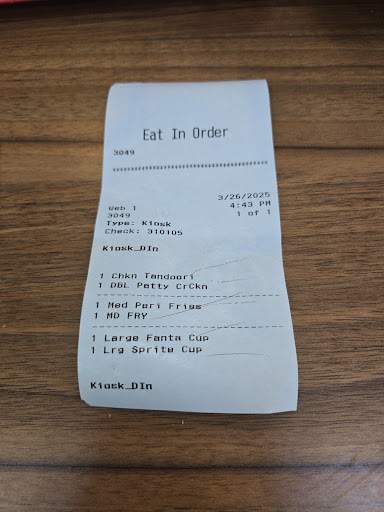 Eat In Order
3049
3/26/2025
Web 1 4:43 PM
3049 1 of 1
Type: Kiosk
Check: 310105
Kiosk_DIn
1 Chkn Tandoori
1 DBL Patty CrCkn
1 Med Peri Fries
1 MD FRY
1 Large Fanta Cup
1 Lrg Sprite Cup
Kiosk_DIn